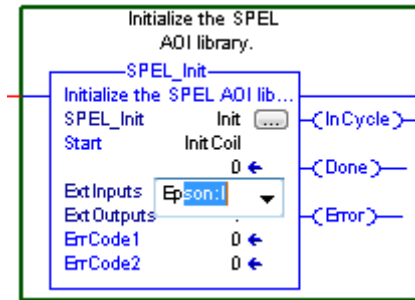 Initialize the SPEL
AOI library.
SPEL_Init
Initialize the SPEL AOI lib...
SPEL_Init Init ... InCycle
Start InitCoil
0 Done
ExtInputs Epson:I
ExtOutputs Error
ErrCode1 0
ErrCode2 0